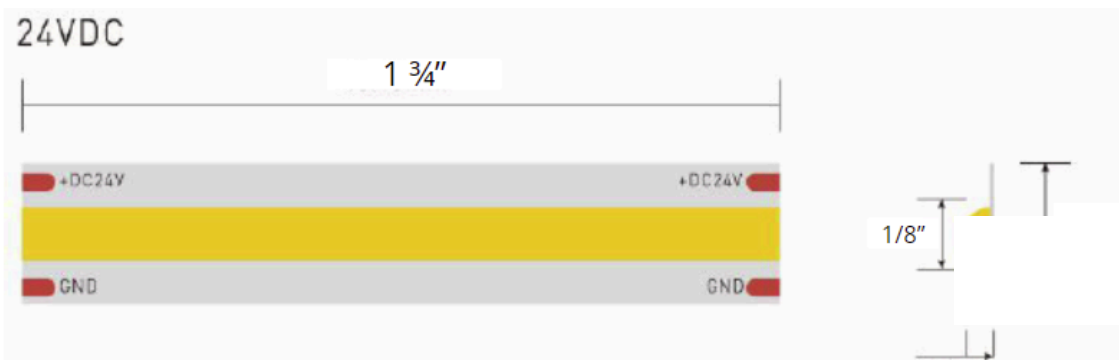 24VDC
1 ¾”
+DC24V +DC24V
1/8”
GND GND